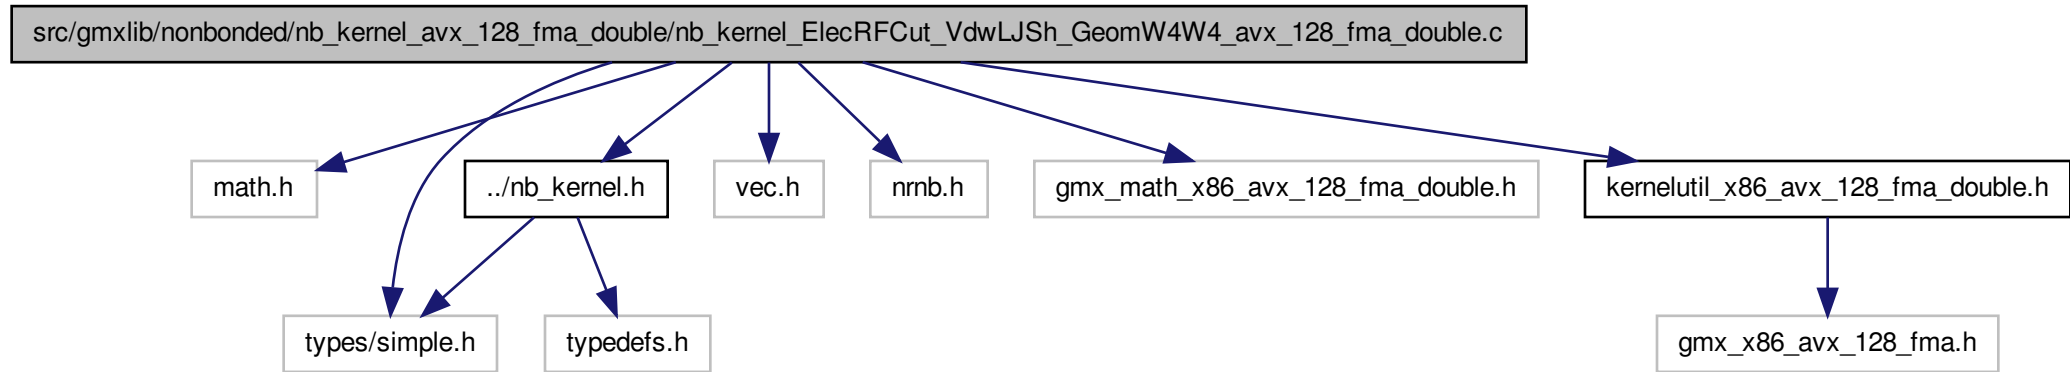 src/gmxlib/nonbonded/nb_kernel_avx_128_fma_double/nb_kernel_ElecRFCut_VdwLJSh_GeomW4W4_avx_128_fma_double.c
math.h
../nb_kernel.h
vec.h
nrnb.h
gmx_math_x86_avx_128_fma_double.h
kernelutil_x86_avx_128_fma_double.h
types/simple.h
typedefs.h
gmx_x86_avx_128_fma.h